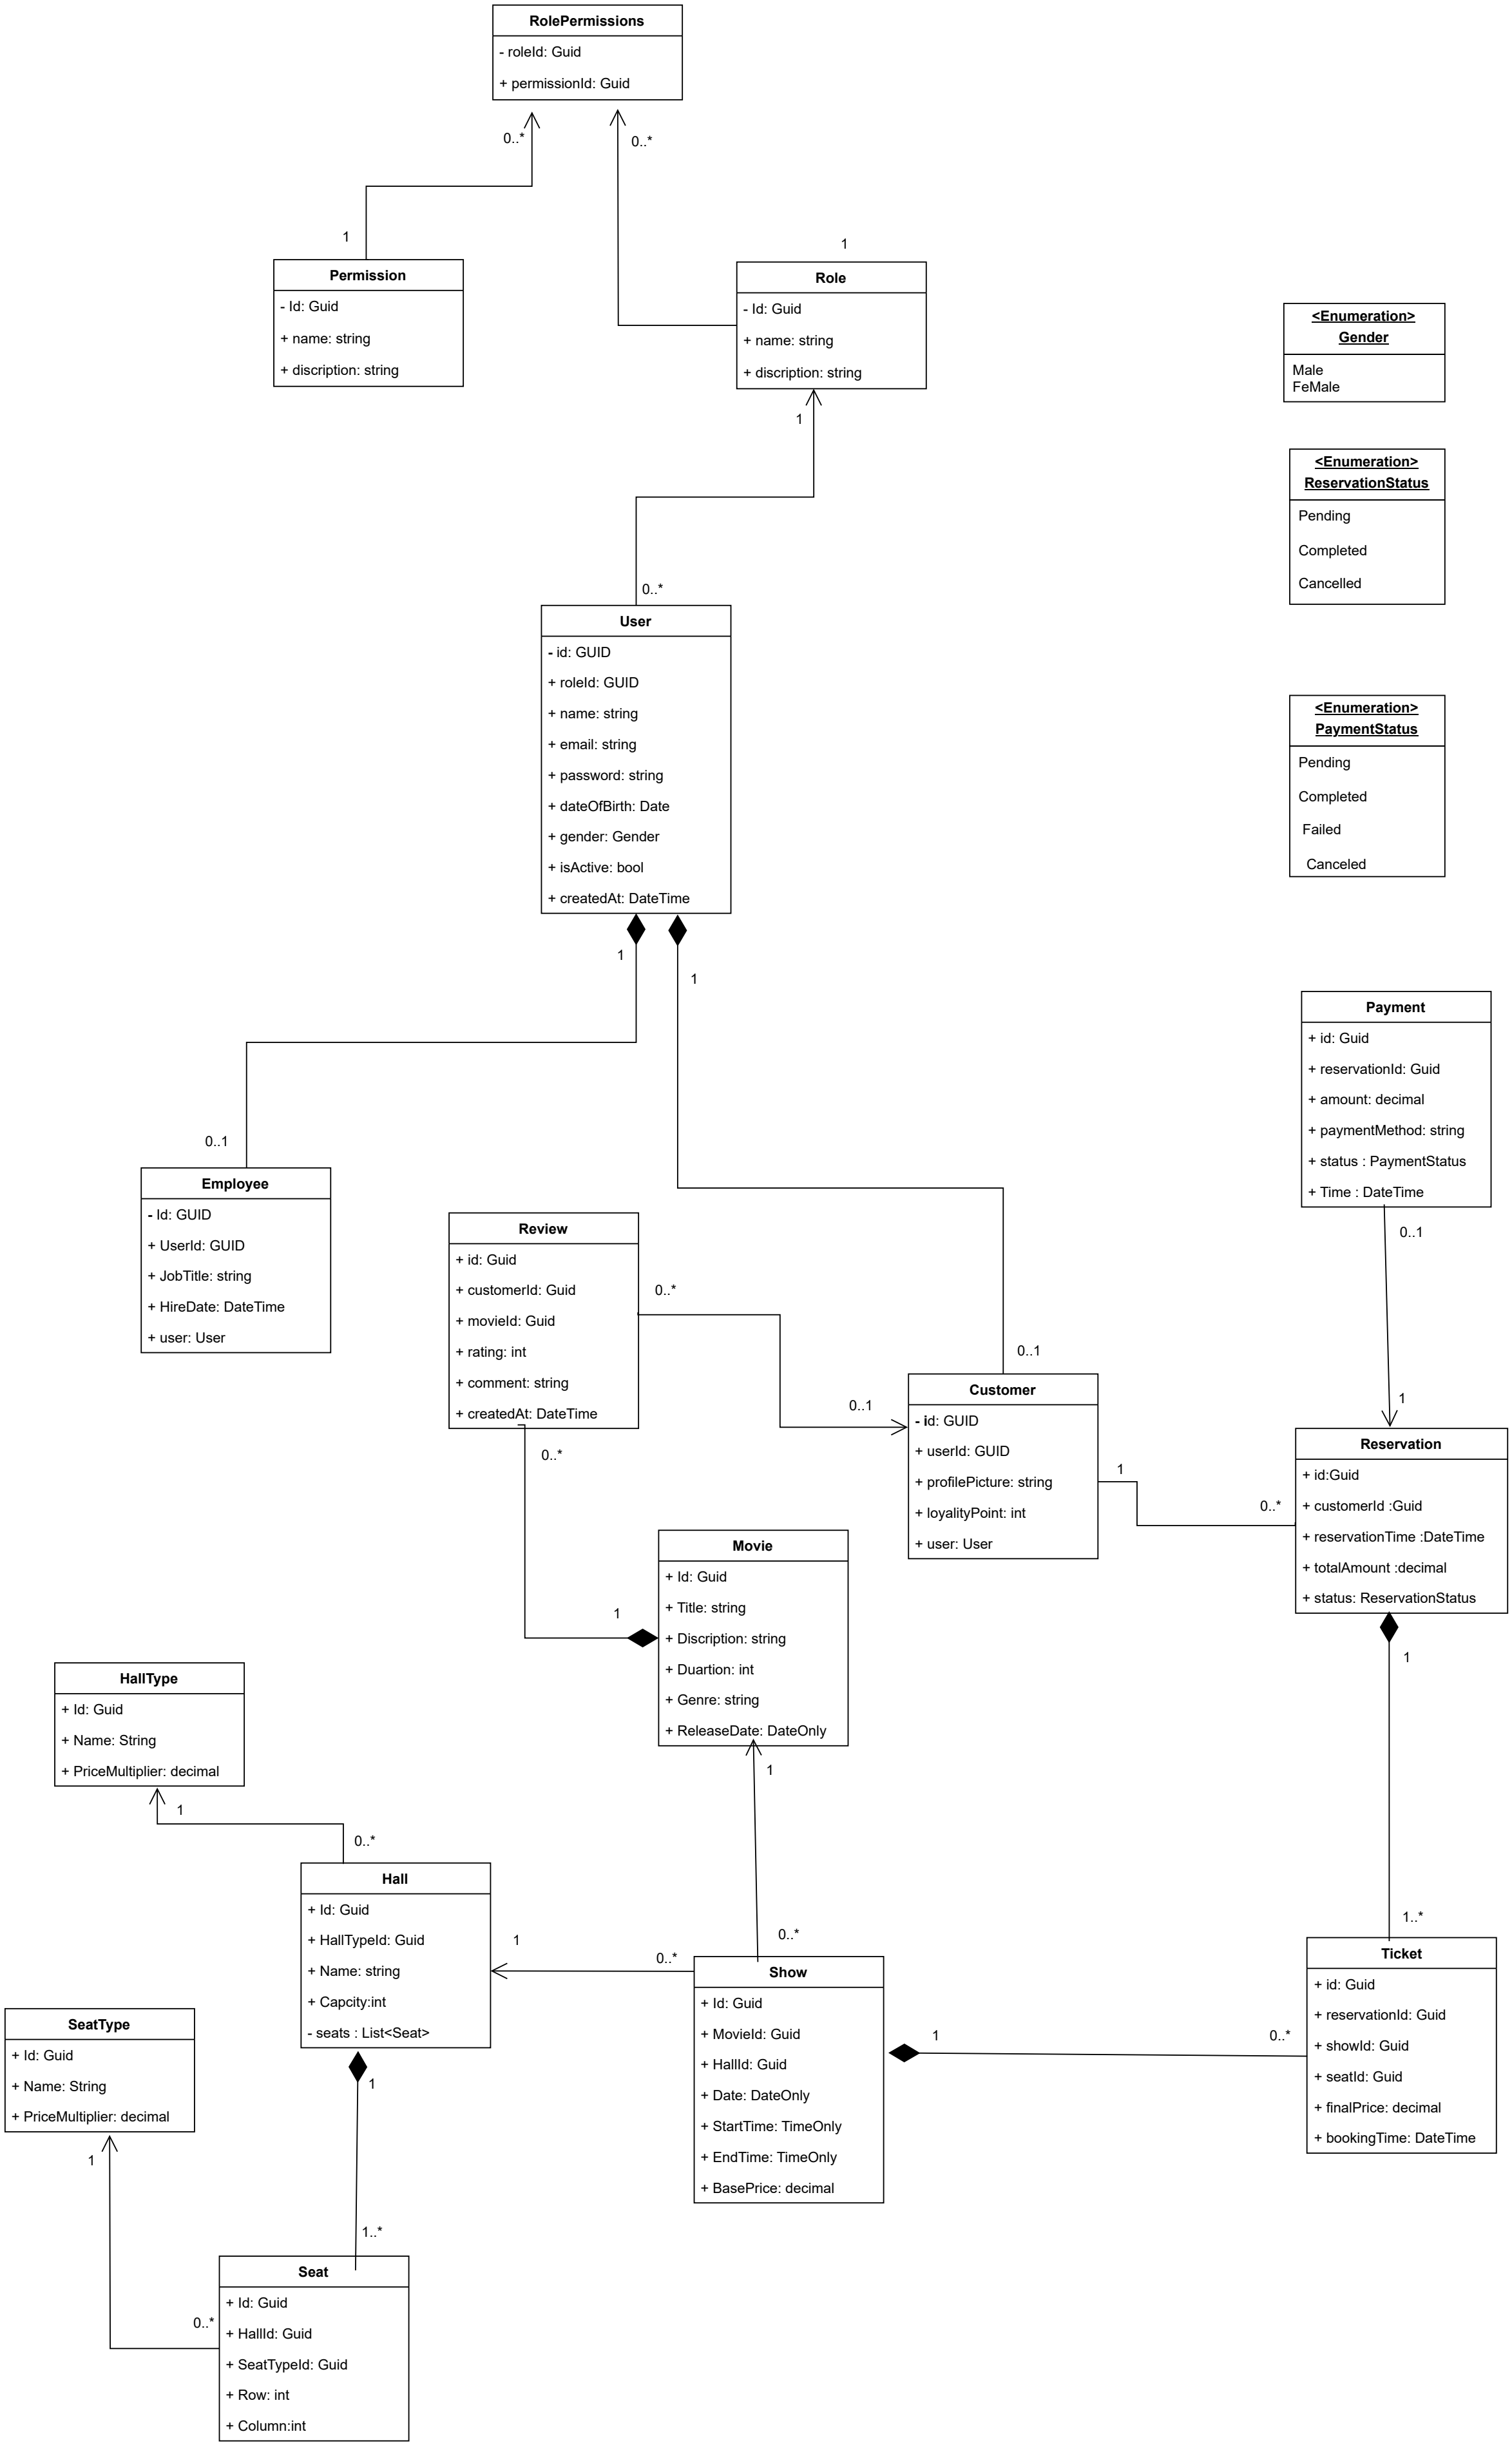 RolePermissions
- roleId: Guid
+ permissionId: Guid
0..*
0..*
1
1
Permission
- Id: Guid
+ name: string
+ discription: string
Role
- Id: Guid
+ name: string
+ discription: string
<Enumeration>
Gender
Male
FeMale
1
<Enumeration>
ReservationStatus
Pending
Completed
Cancelled
0..*
User
- id: GUID
+ roleId: GUID
+ name: string
+ email: string
+ password: string
+ dateOfBirth: Date
+ gender: Gender
+ isActive: bool
+ createdAt: DateTime
<Enumeration>
PaymentStatus
Pending
Completed
Failed
Canceled
1
1
Payment
+ id: Guid
+ reservationId: Guid
+ amount: decimal
+ paymentMethod: string
+ status : PaymentStatus
+ Time : DateTime
0..1
Employee
- Id: GUID
+ UserId: GUID
+ JobTitle: string
+ HireDate: DateTime
+ user: User
Review
+ id: Guid
+ customerId: Guid
+ movieId: Guid
+ rating: int
+ comment: string
+ createdAt: DateTime
0..*
0..1
0..1
0..1
1
Customer
- id: GUID
+ userId: GUID
+ profilePicture: string
+ loyalityPoint: int
+ user: User
Reservation
+ id:Guid
+ customerId :Guid
+ reservationTime :DateTime
+ totalAmount :decimal
+ status: ReservationStatus
0..*
1
0..*
Movie
+ Id: Guid
+ Title: string
+ Discription: string
+ Duartion: int
+ Genre: string
+ ReleaseDate: DateOnly
1
1
HallType
+ Id: Guid
+ Name: String
+ PriceMultiplier: decimal
1
1
0..*
Hall
+ Id: Guid
+ HallTypeId: Guid
+ Name: string
+ Capcity:int
- seats : List<Seat>
1
0..*
0..*
1..*
Show
+ Id: Guid
+ MovieId: Guid
+ HallId: Guid
+ Date: DateOnly
+ StartTime: TimeOnly
+ EndTime: TimeOnly
+ BasePrice: decimal
Ticket
+ id: Guid
+ reservationId: Guid
+ showId: Guid
+ seatId: Guid
+ finalPrice: decimal
+ bookingTime: DateTime
1
0..*
SeatType
+ Id: Guid
+ Name: String
+ PriceMultiplier: decimal
1
1
1..*
0..*
Seat
+ Id: Guid
+ HallId: Guid
+ SeatTypeId: Guid
+ Row: int
+ Column:int